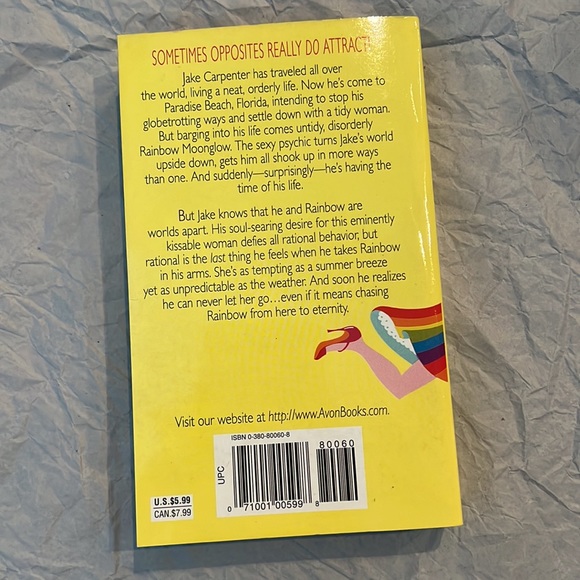 SOMETIMES OPPOSITES REALLY DO ATTRACT!
Jake Carpenter has traveled all over
the world, living a neat, orderly life. Now he's come to
Paradise Beach, Florida, intending to stop his
globetrotting ways and settle down with a tidy woman.
But barging into his life comes untidy, disorderly
Rainbow Moonglow. The sexy psychic turns Jake's world
upside down, gets him all shook up in more ways
than one. And suddenly—surprisingly—he's having the
time of his life.
But Jake knows that he and Rainbow are
worlds apart. His soul-searing desire for this eminently
kissable woman defies all rational behavior, but
rational is the last thing he feels when he takes Rainbow
in his arms. She's as tempting as a summer breeze
yet as unpredictable as the weather. And soon he realizes
he can never let her go...even if it means chasing
Rainbow from here to eternity.
Visit our website at http://www.AvonBooks.com.
ISBN 0-380-80060-8
80060
UPC
0 71001 00599 8
U.S.$5.99
CAN.$7.99